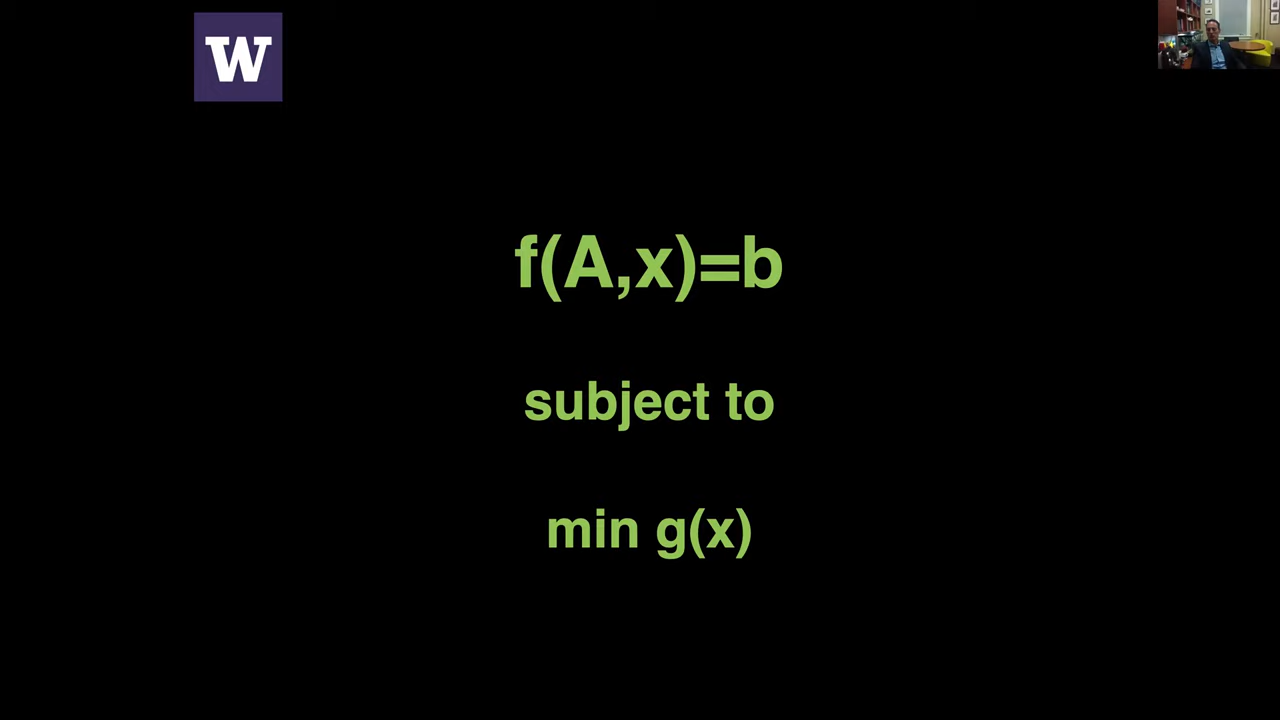 W
f(A,x)=b
subject to
min g(x)